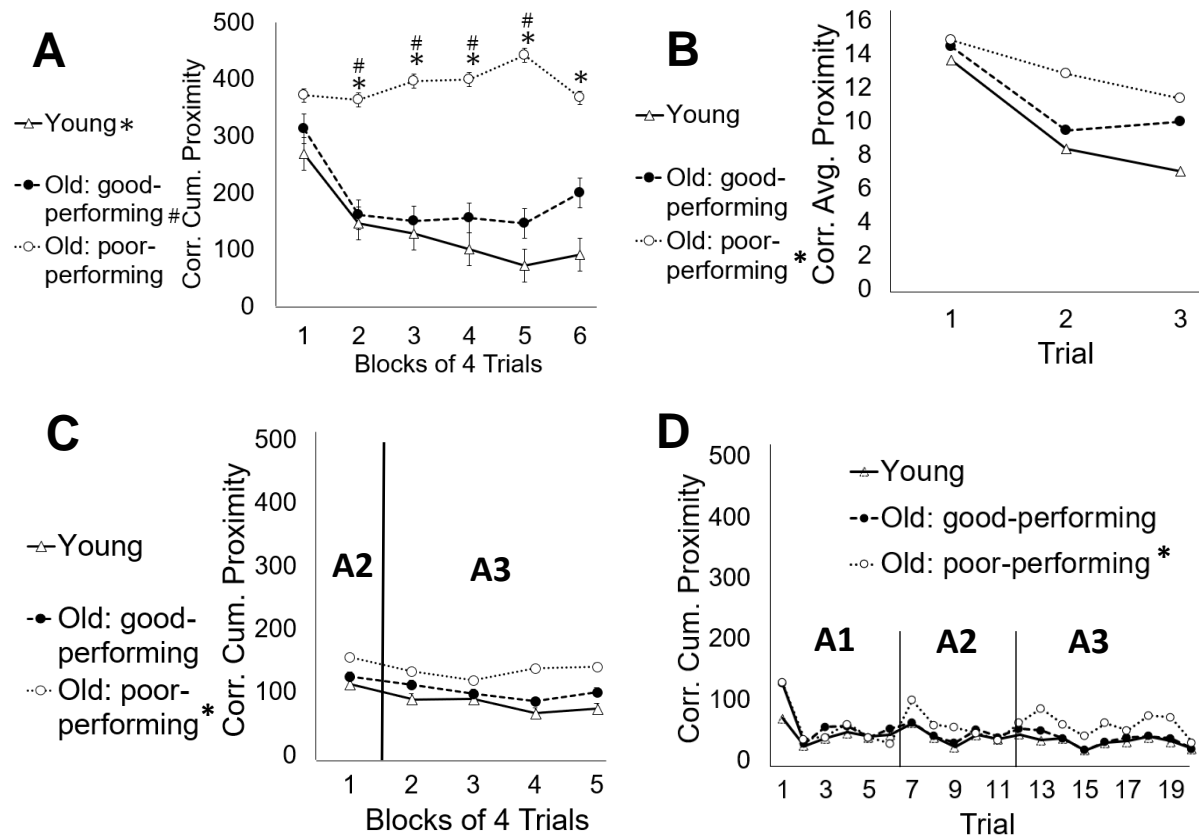 A
500
400
300
200
100
0
Corr. Cum. Proximity
Young*
Old: good-
performing #
Old: poor-
performing
#
*
#
*
#
*
#
*
*
1 2 3 4 5 6
Blocks of 4 Trials
B
16
14
12
10
8
6
4
2
0
Corr. Avg. Proximity
Young
Old: good-
performing
Old: poor-
performing *
1 2 3
Trial
C
500
400
300
200
100
0
Corr. Cum. Proximity
Young
Old: good-
performing
Old: poor-
performing *
A2 A3
1 2 3 4 5
Blocks of 4 Trials
D
500
400
300
200
100
0
Corr. Cum. Proximity
Young
Old: good-performing
Old: poor-performing *
A1 A2 A3
1 3 5 7 9 11 13 15 17 19
Trial